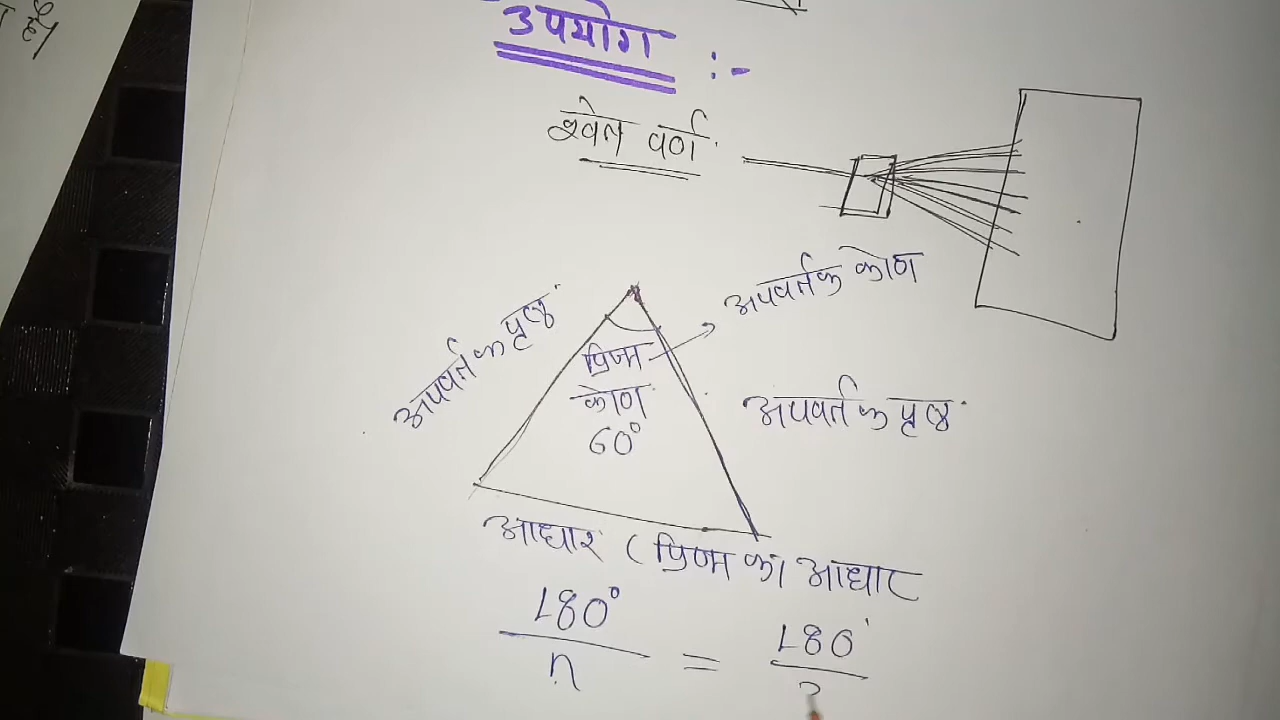 उपयोग :-
श्वेत वर्ण
अपवर्तक कोण
अपवर्तक पृष्ठ
प्रिज्म
कोण
60°
अपवर्तक पृष्ठ
आधार ( प्रिज्म का आधार
180° / n = 180°